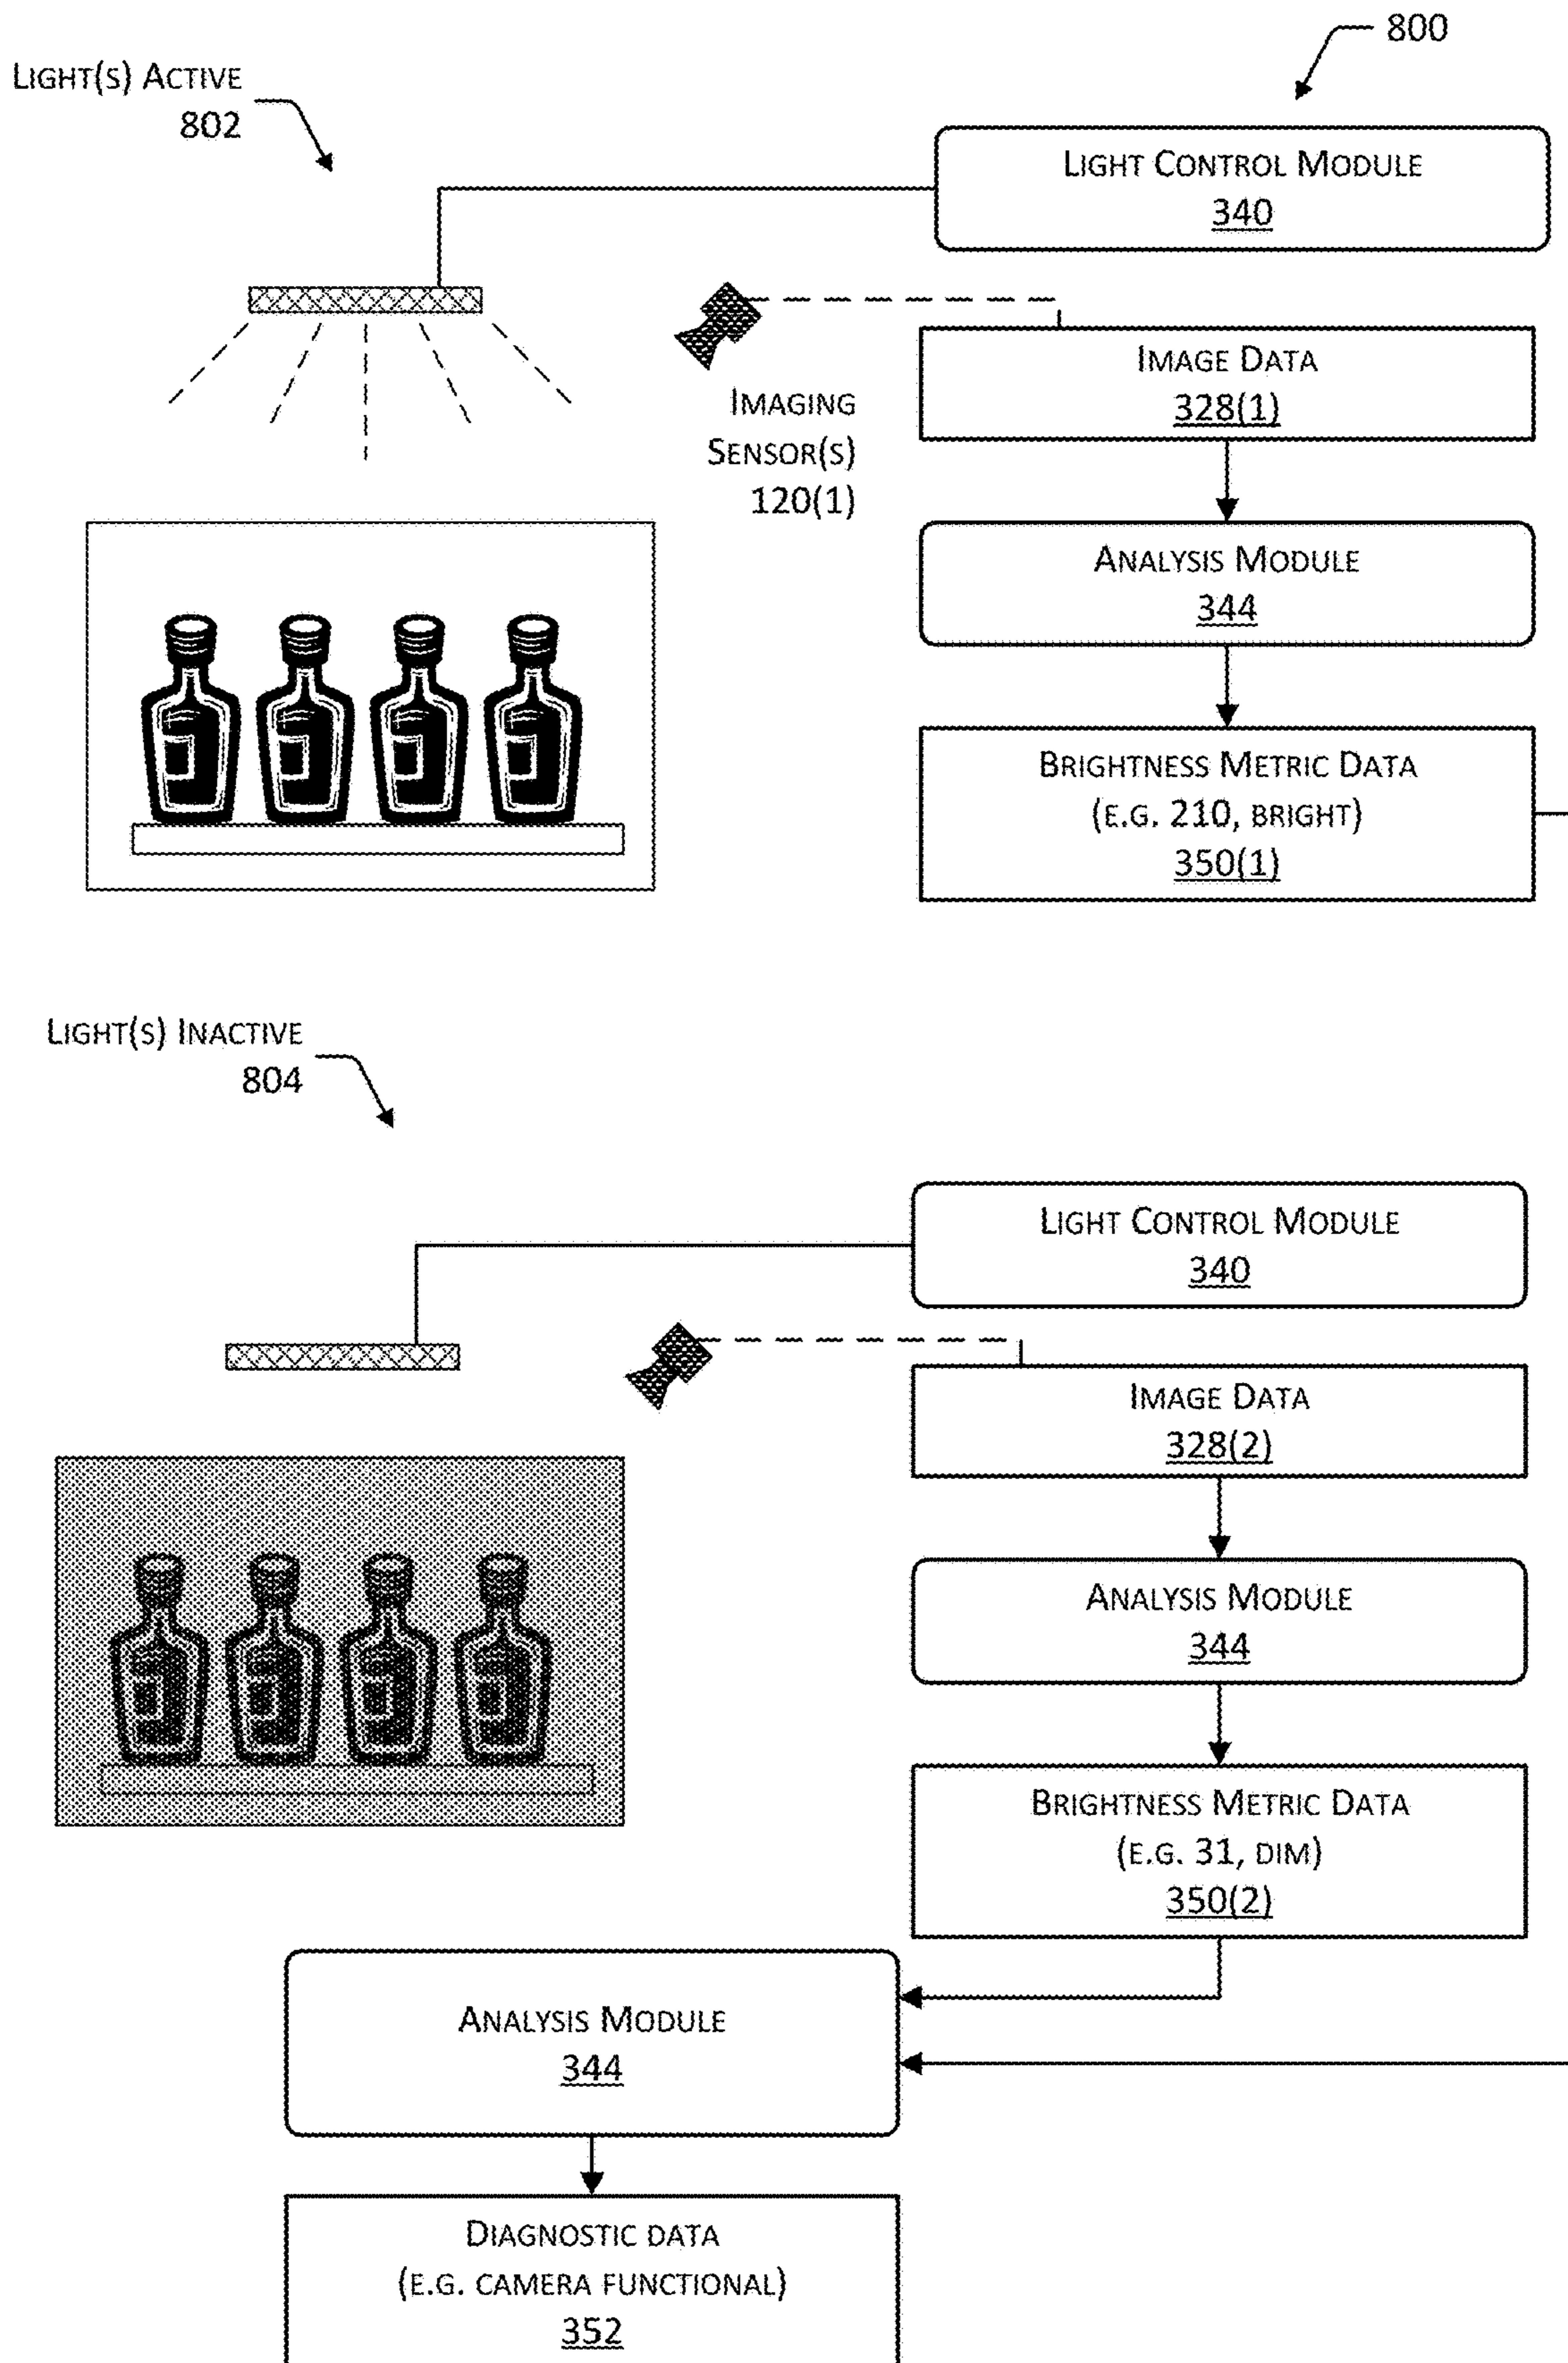 800
LIGHT(S) ACTIVE
802
LIGHT CONTROL MODULE
340
IMAGE DATA
328(1)
IMAGING
SENSOR(S)
120(1)
ANALYSIS MODULE
344
BRIGHTNESS METRIC DATA
(E.G. 210, BRIGHT)
350(1)
LIGHT(S) INACTIVE
804
LIGHT CONTROL MODULE
340
IMAGE DATA
328(2)
ANALYSIS MODULE
344
BRIGHTNESS METRIC DATA
(E.G. 31, DIM)
350(2)
ANALYSIS MODULE
344
DIAGNOSTIC DATA
(E.G. CAMERA FUNCTIONAL)
352